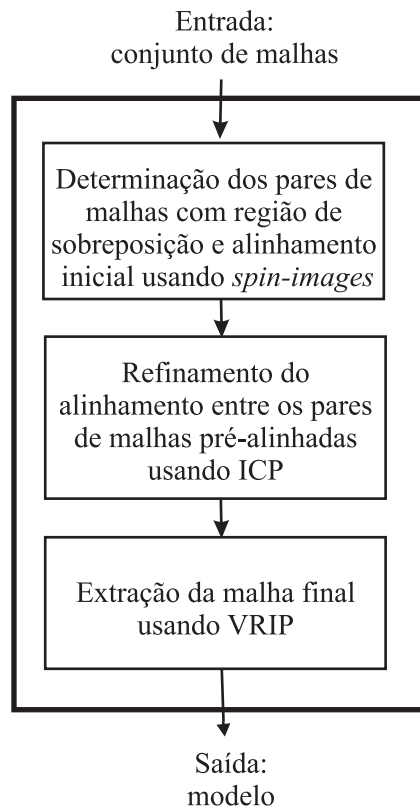 Entrada:
conjunto de malhas
Determinação dos pares de
malhas com região de
sobreposição e alinhamento
inicial usando spin-images
Refinamento do
alinhamento entre os pares
de malhas pré-alinhadas
usando ICP
Extração da malha final
usando VRIP
Saída:
modelo